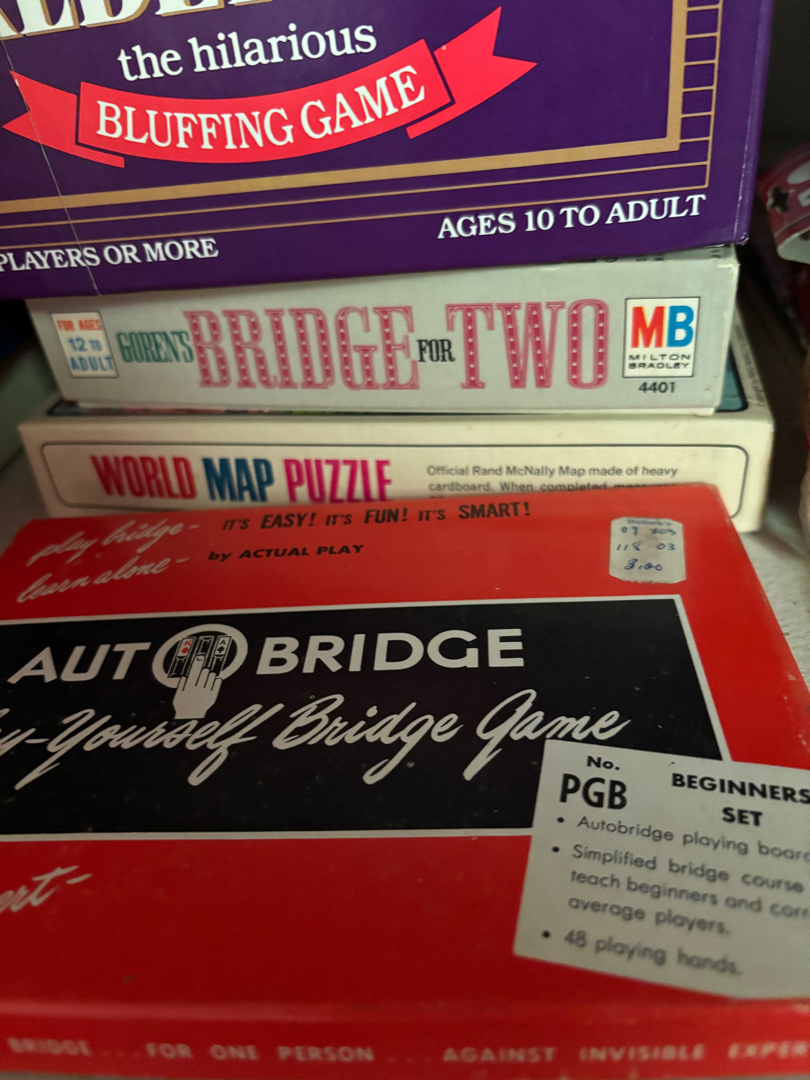 the hilarious
BLUFFING GAME
AGES 10 TO ADULT
PLAYERS OR MORE
FOR AGES
12 TO
ADULT
GOREN'S BRIDGE FOR TWO
MB
MILTON
BRADLEY
4401
WORLD MAP PUZZLE
Official Rand McNally Map made of heavy
cardboard. When completed
play bridge-
learn alone-
IT'S EASY! IT'S FUN! IT'S SMART!
by ACTUAL PLAY
8.00
AUTOBRIDGE
y-Yourself Bridge Game
No.
PGB
BEGINNERS
SET
• Autobridge playing board
• Simplified bridge course
teach beginners and
average players.
• 48 playing hands.
BRIDGE...FOR ONE PERSON...AGAINST INVISIBLE